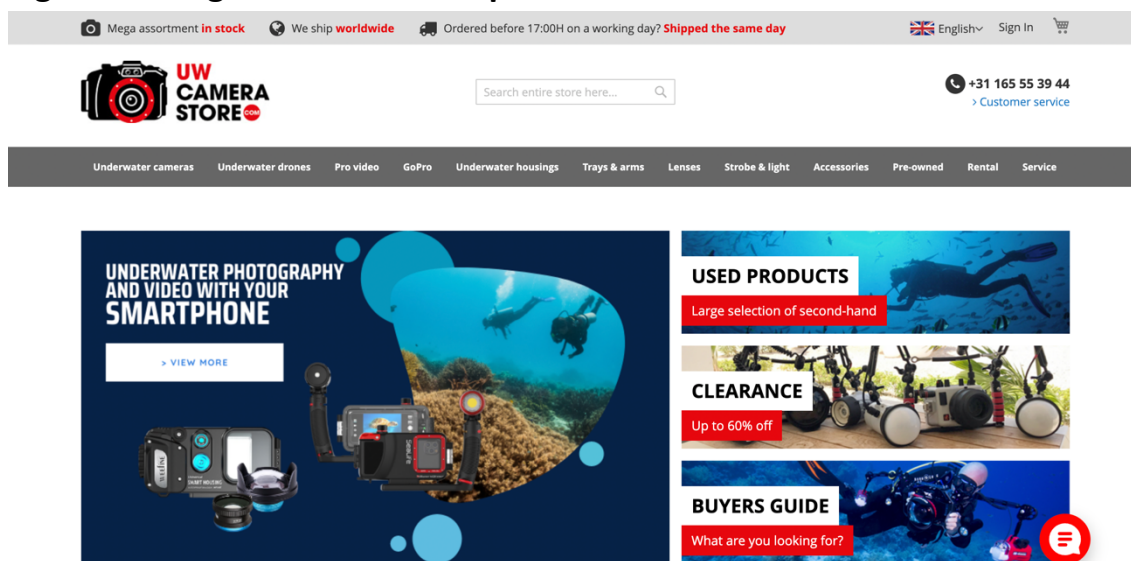 Mega assortment in stock
We ship worldwide
Ordered before 17:00H on a working day? Shipped the same day
English
Sign In
UW
CAMERA
STORE.COM
Search entire store here...
+31 165 55 39 44
> Customer service
Underwater cameras
Underwater drones
Pro video
GoPro
Underwater housings
Trays & arms
Lenses
Strobe & light
Accessories
Pre-owned
Rental
Service
UNDERWATER PHOTOGRAPHY
AND VIDEO WITH YOUR
SMARTPHONE
> VIEW MORE
USED PRODUCTS
Large selection of second-hand
CLEARANCE
Up to 60% off
BUYERS GUIDE
What are you looking for?